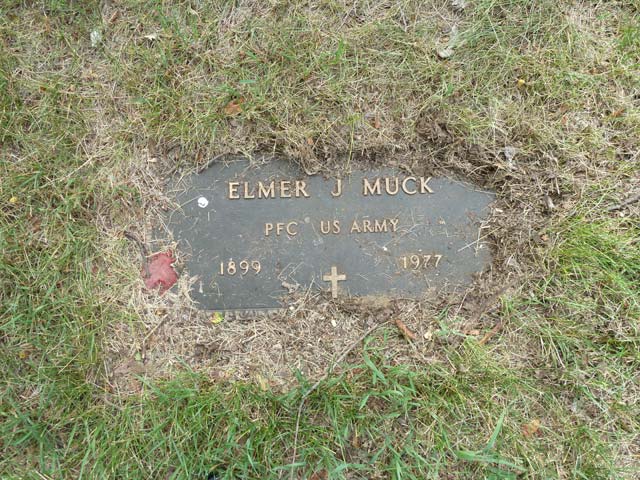 ELMER J MUCK
PFC US ARMY
1899 1977